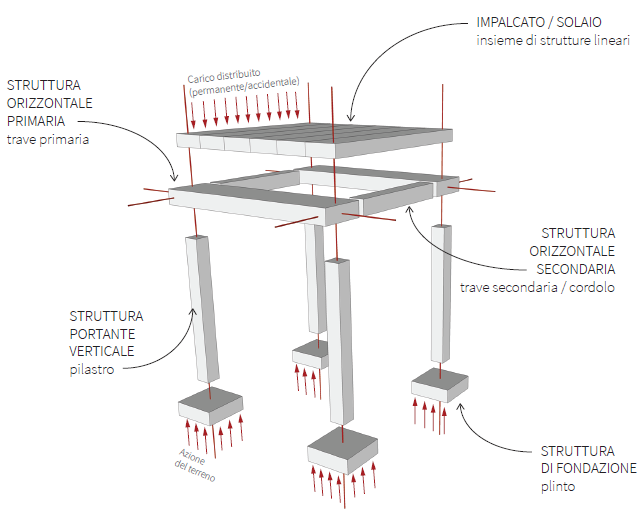 IMPALCATO / SOLAIO
insieme di strutture lineari
Carico distribuito
(permanente/accidentale)
STRUTTURA
ORIZZONTALE
PRIMARIA
trave primaria
STRUTTURA
ORIZZONTALE
SECONDARIA
trave secondaria / cordolo
STRUTTURA
PORTANTE
VERTICALE
pilastro
Azione
del terreno
STRUTTURA
DI FONDAZIONE
plinto